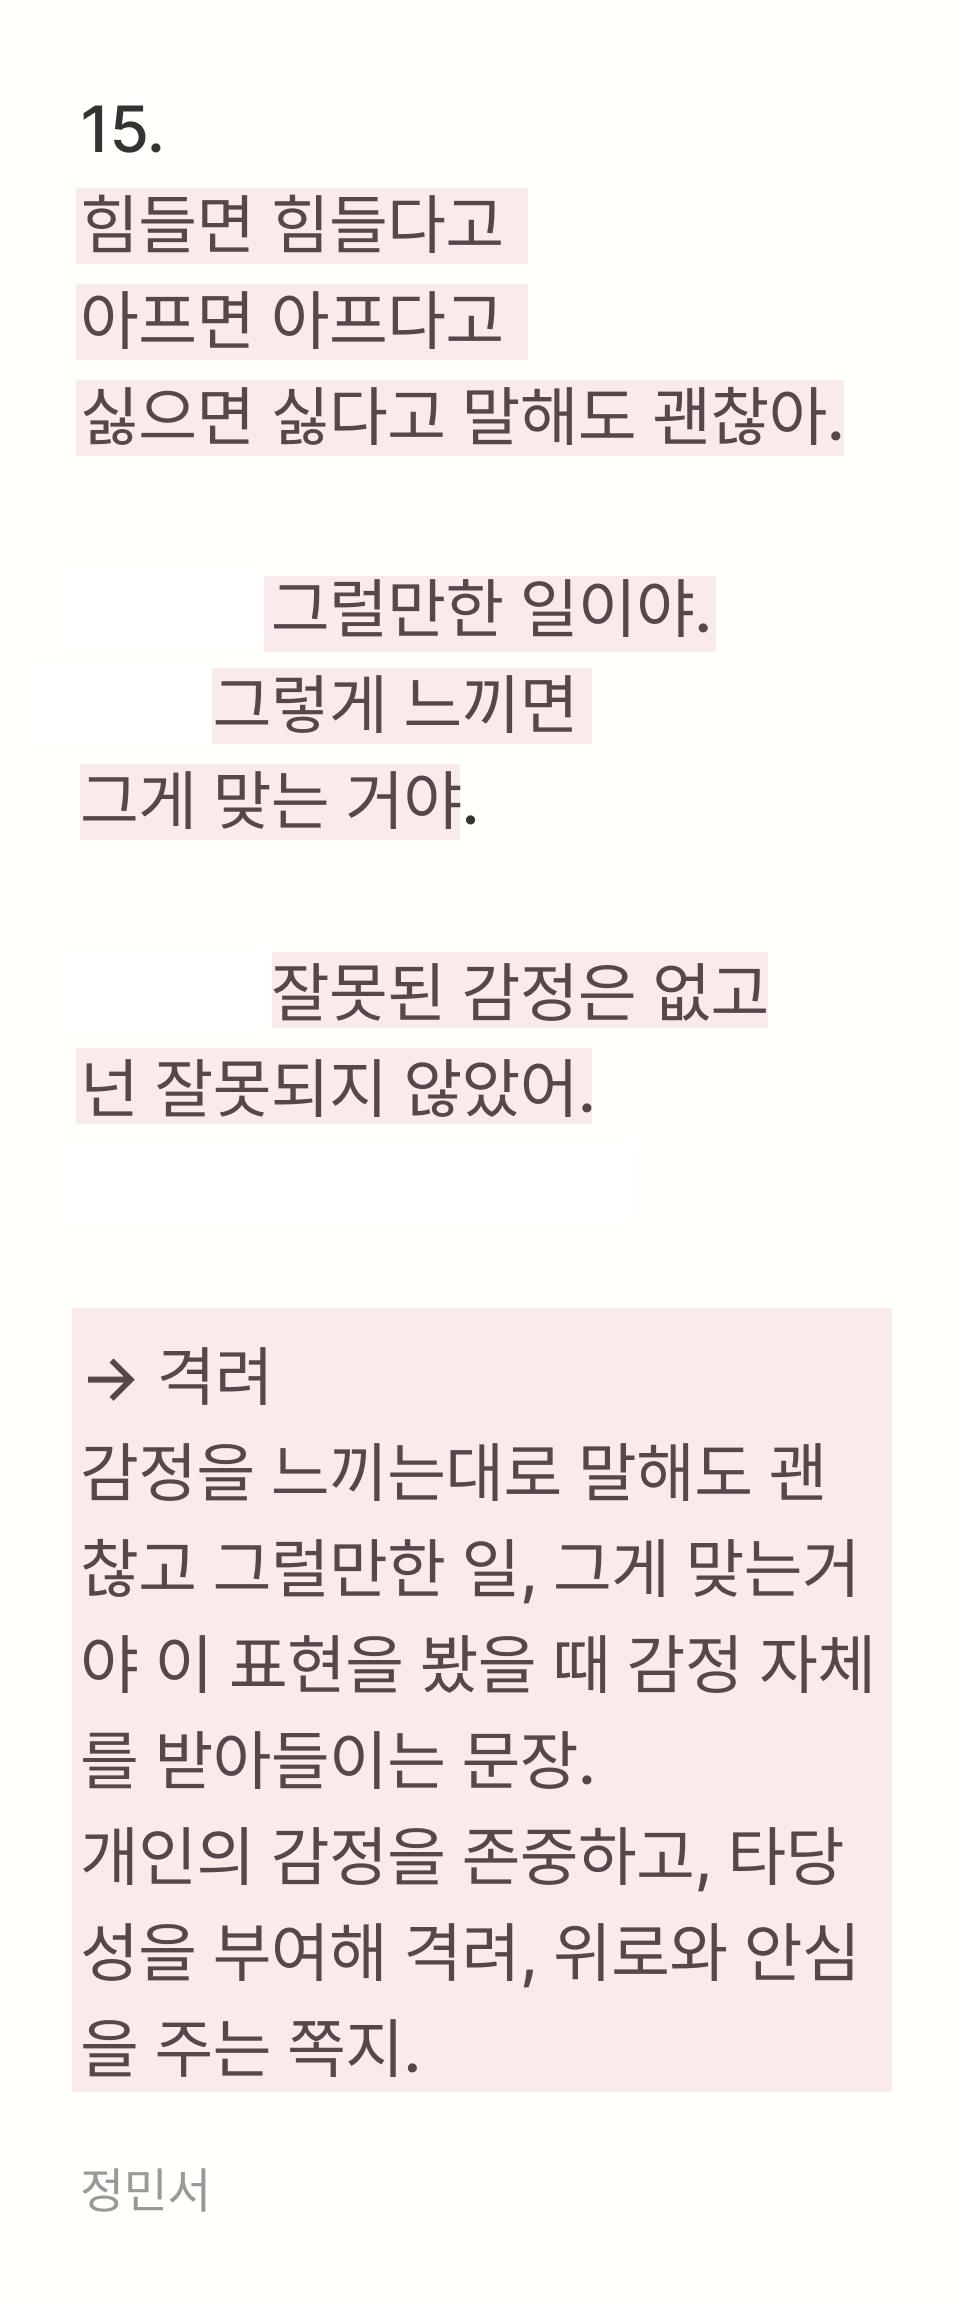 15.
힘들면 힘들다고
아프면 아프다고
싫으면 싫다고 말해도 괜찮아.
그럴만한 일이야.
그렇게 느끼면
그게 맞는 거야.
잘못된 감정은 없고
넌 잘못되지 않았어.
→ 격려
감정을 느끼는대로 말해도 괜
찮고 그럴만한 일, 그게 맞는거
야 이 표현을 봤을 때 감정 자체
를 받아들이는 문장.
개인의 감정을 존중하고, 타당
성을 부여해 격려, 위로와 안심
을 주는 쪽지.
정민서